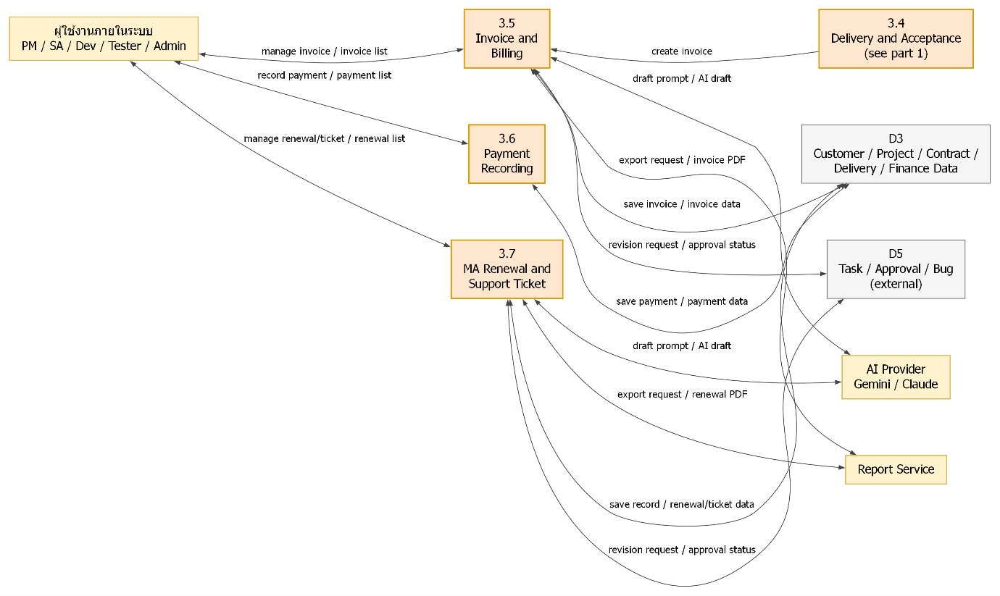 ผู้ใช้งานภายในระบบ
PM / SA / Dev / Tester / Admin
3.5
Invoice and
Billing
3.4
Delivery and Acceptance
(see part 1)
manage invoice / invoice list
create invoice
record payment / payment list
draft prompt / AI draft
manage renewal/ticket / renewal list
3.6
Payment
Recording
export request / invoice PDF
D3
Customer / Project / Contract /
Delivery / Finance Data
save invoice / invoice data
revision request / approval status
3.7
MA Renewal and
Support Ticket
D5
Task / Approval / Bug
(external)
save payment / payment data
draft prompt / AI draft
AI Provider
Gemini / Claude
export request / renewal PDF
Report Service
save record / renewal/ticket data
revision request / approval status